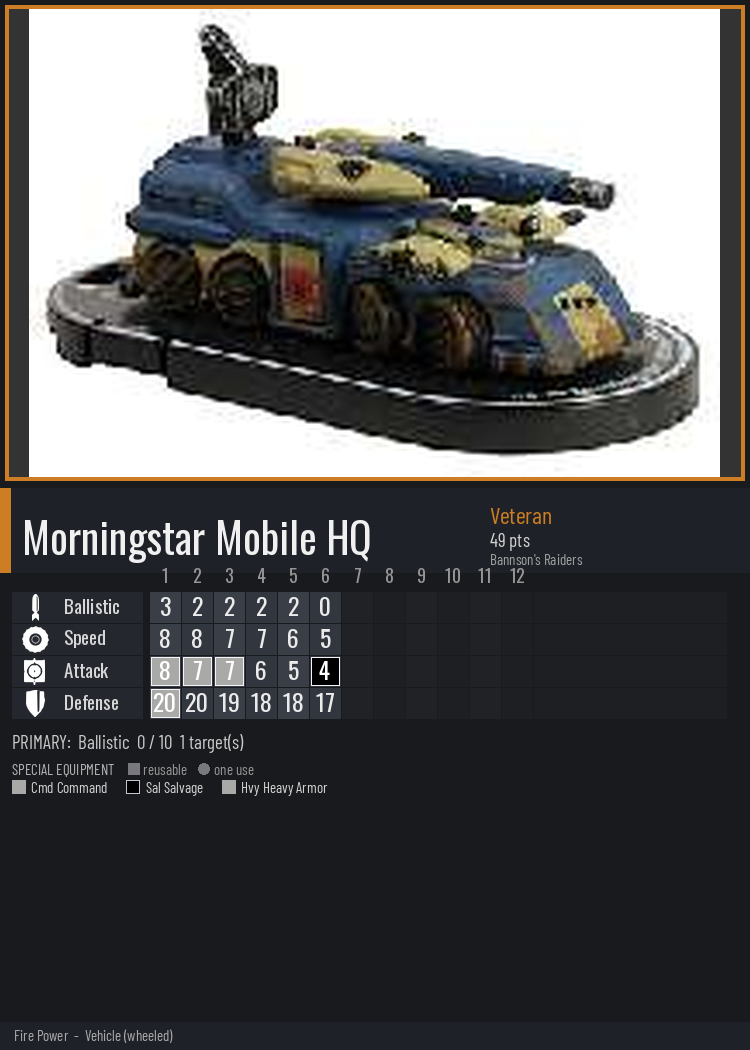 Morningstar Mobile HQ
Veteran
49 pts
Bannson's Raiders
1 2 3 4 5 6 7 8 9 10 11 12
Ballistic 3 2 2 2 2 0
Speed 8 8 7 7 6 5
Attack 8 7 7 6 5 4
Defense 20 20 19 18 18 17
PRIMARY: Ballistic 0 / 10 1 target(s)
SPECIAL EQUIPMENT reusable one use
Cmd Command Sal Salvage Hvy Heavy Armor
Fire Power - Vehicle (wheeled)